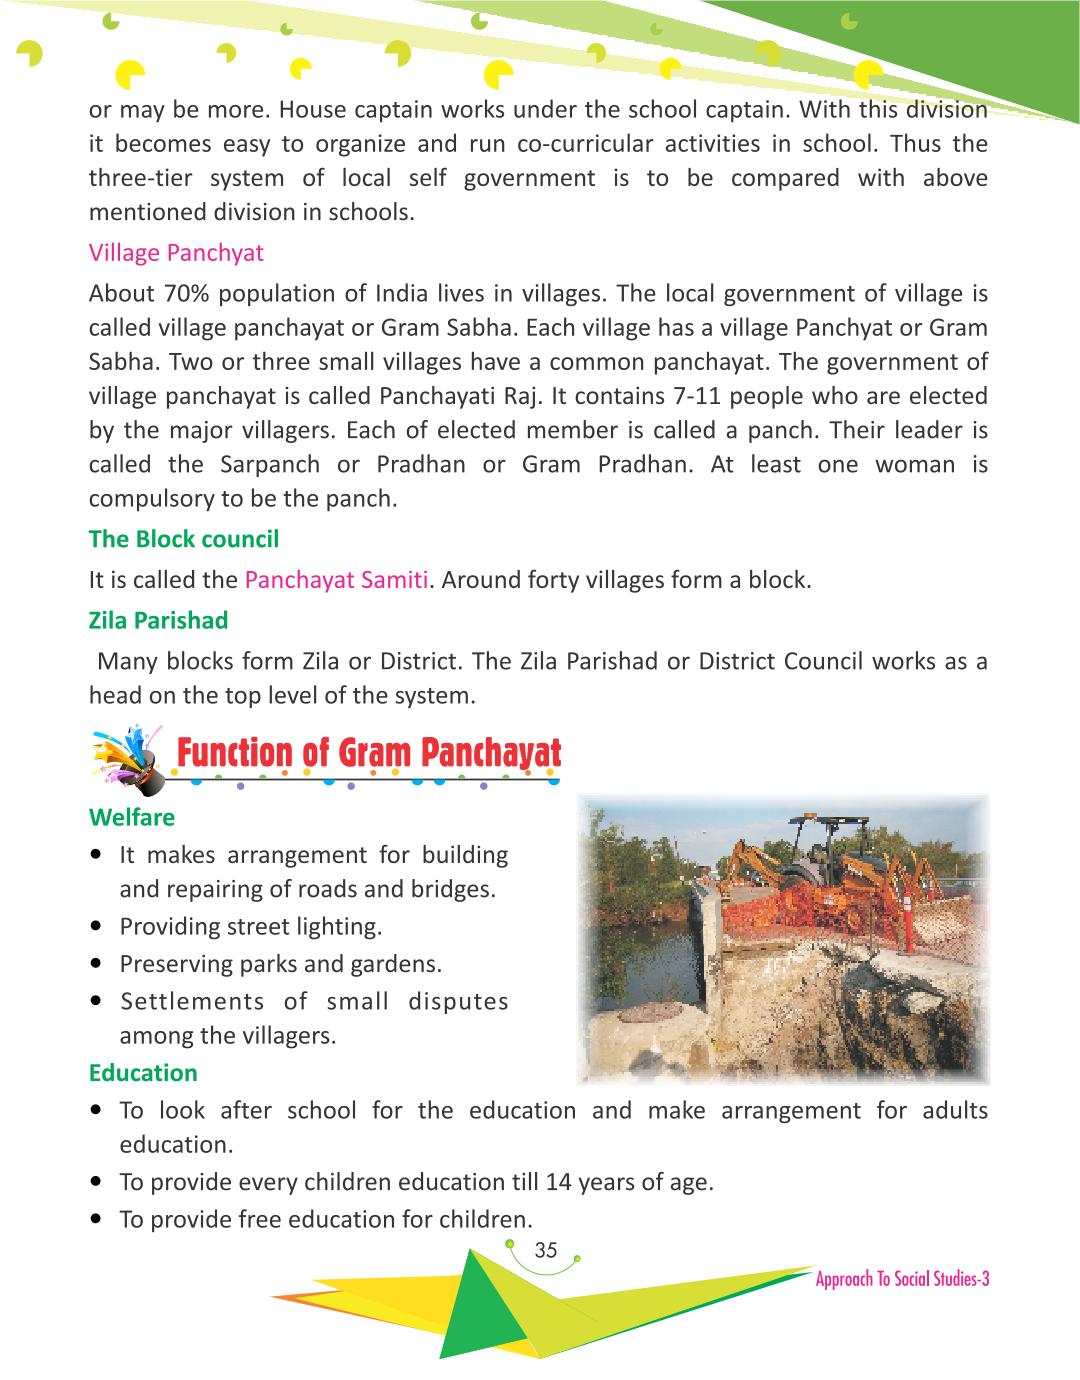 or may be more. House captain works under the school captain. With this division
it becomes easy to organize and run co-curricular activities in school. Thus the
three-tier system of local self government is to be compared with above
mentioned division in schools.
Village Panchyat
About 70% population of India lives in villages. The local government of village is
called village panchayat or Gram Sabha. Each village has a village Panchyat or Gram
Sabha. Two or three small villages have a common panchayat. The government of
village panchayat is called Panchayati Raj. It contains 7-11 people who are elected
by the major villagers. Each of elected member is called a panch. Their leader is
called the Sarpanch or Pradhan or Gram Pradhan. At least one woman is
compulsory to be the panch.
The Block council
It is called the Panchayat Samiti. Around forty villages form a block.
Zila Parishad
Many blocks form Zila or District. The Zila Parishad or District Council works as a
head on the top level of the system.
Function of Gram Panchayat
Welfare
● It makes arrangement for building
and repairing of roads and bridges.
● Providing street lighting.
● Preserving parks and gardens.
● Settlements of small disputes
among the villagers.
Education
● To look after school for the education and make arrangement for adults
education.
● To provide every children education till 14 years of age.
● To provide free education for children.
35
Approach To Social Studies-3